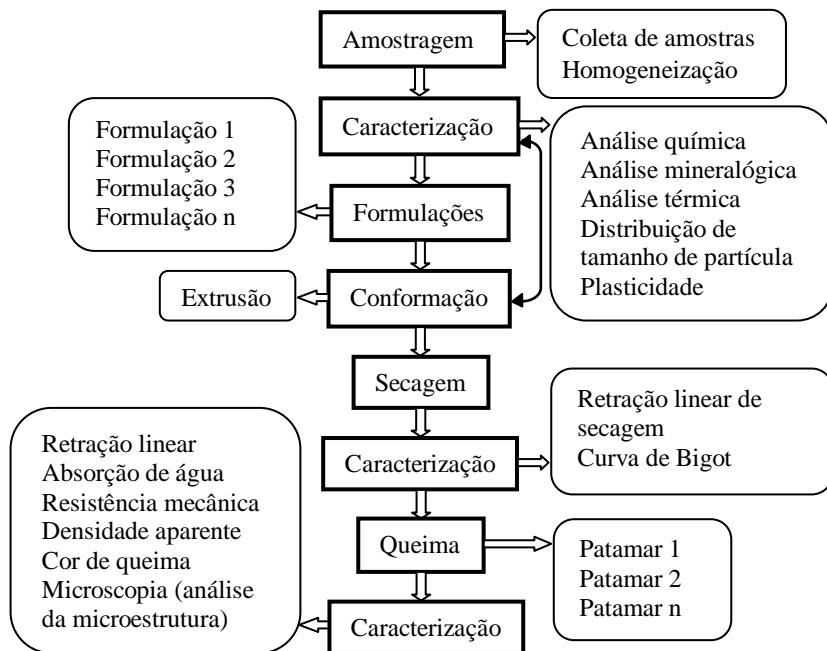 Amostragem
Coleta de amostras
Homogeneização
Caracterização
Análise química
Análise mineralógica
Análise térmica
Distribuição de
tamanho de partícula
Plasticidade
Formulação 1
Formulação 2
Formulação 3
Formulação n
Formulações
Extrusão
Conformação
Secagem
Retração linear de
secagem
Curva de Bigot
Caracterização
Queima
Patamar 1
Patamar 2
Patamar n
Retração linear
Absorção de água
Resistência mecânica
Densidade aparente
Cor de queima
Microscopia (análise
da microestrutura)
Caracterização